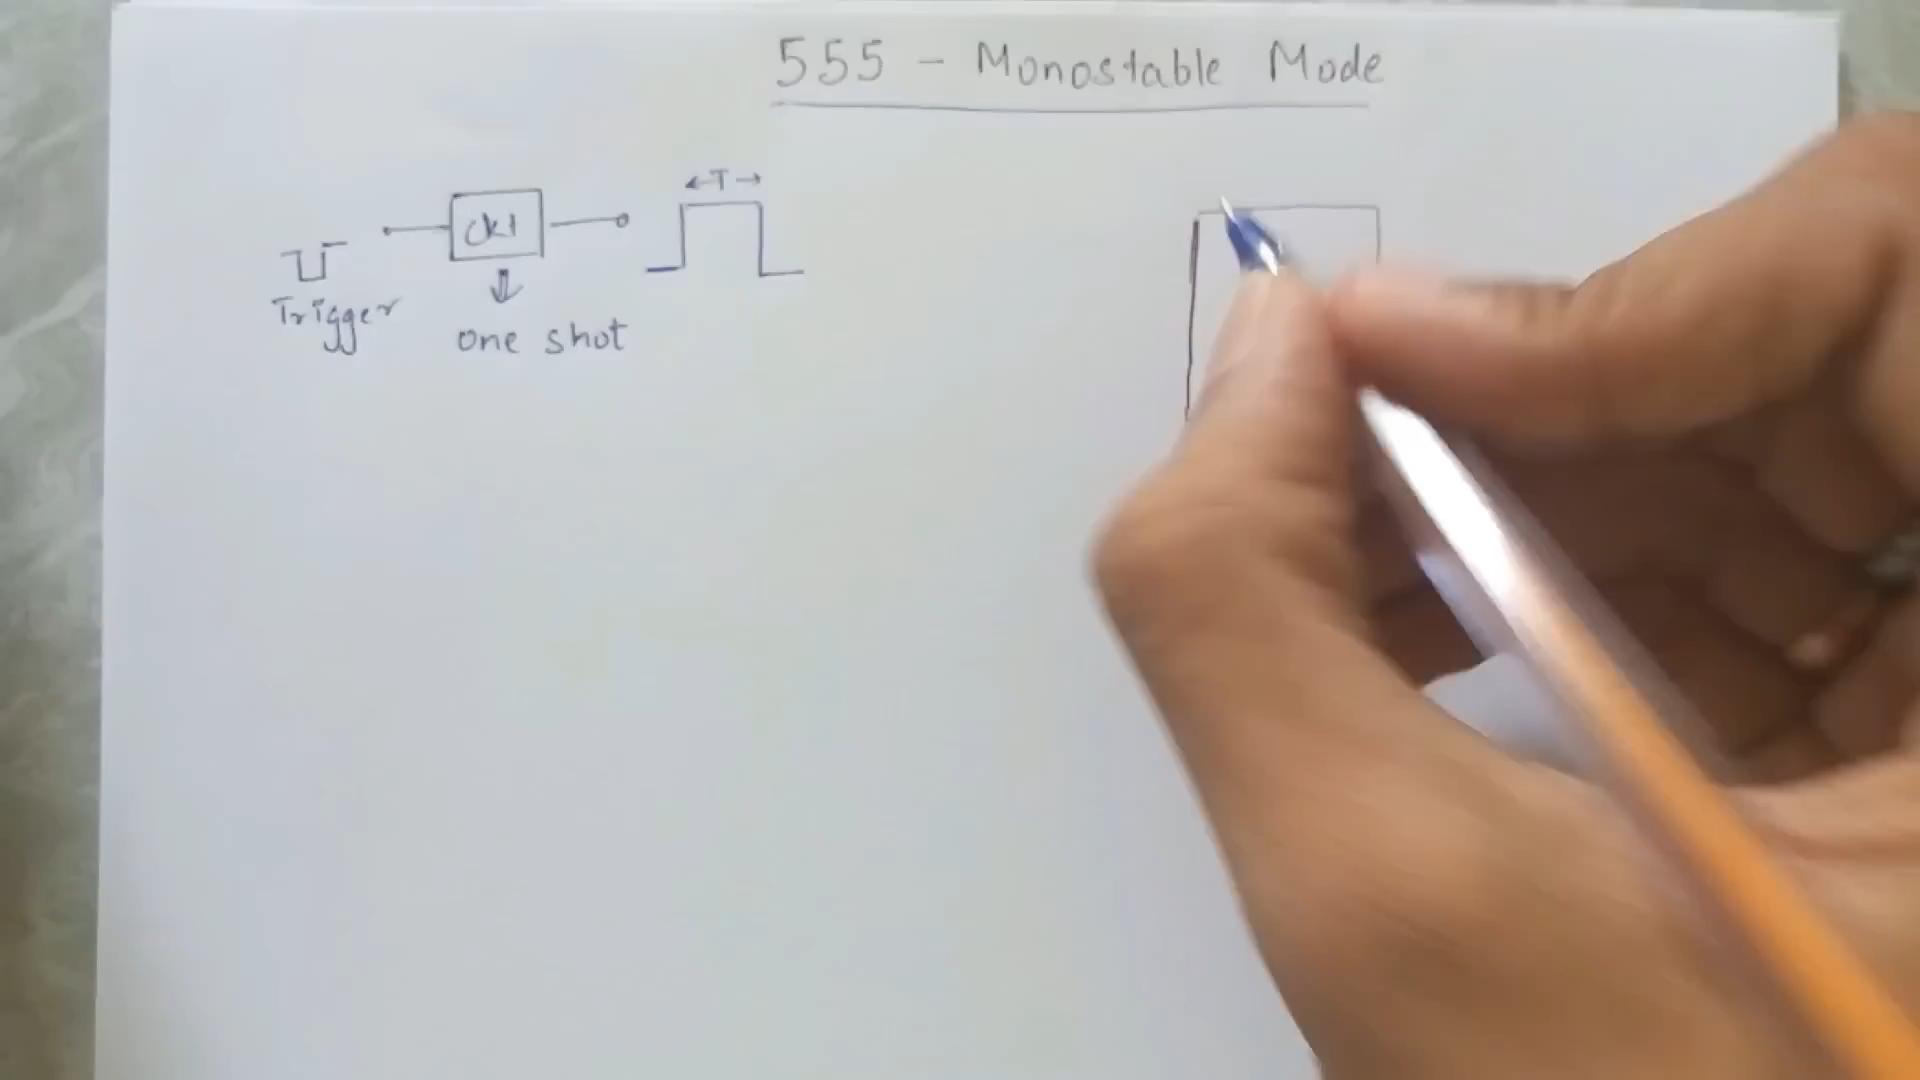 555 - Monostable Mode
←T→
Ckt
Trigger
one shot